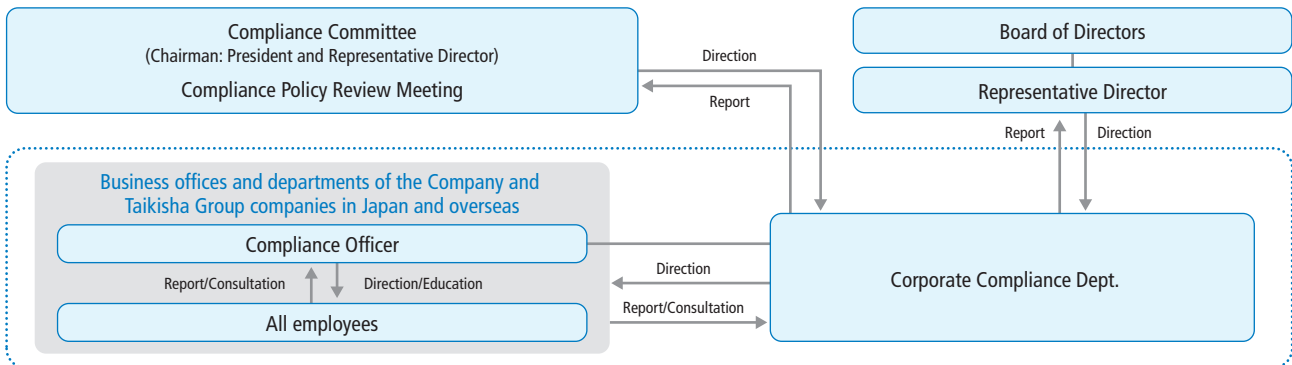 Compliance Committee
(Chairman: President and Representative Director)
Compliance Policy Review Meeting
Direction
Report
Board of Directors
Representative Director
Report
Direction
Business offices and departments of the Company and
Taikisha Group companies in Japan and overseas
Compliance Officer
Report/Consultation
Direction/Education
All employees
Direction
Report/Consultation
Corporate Compliance Dept.